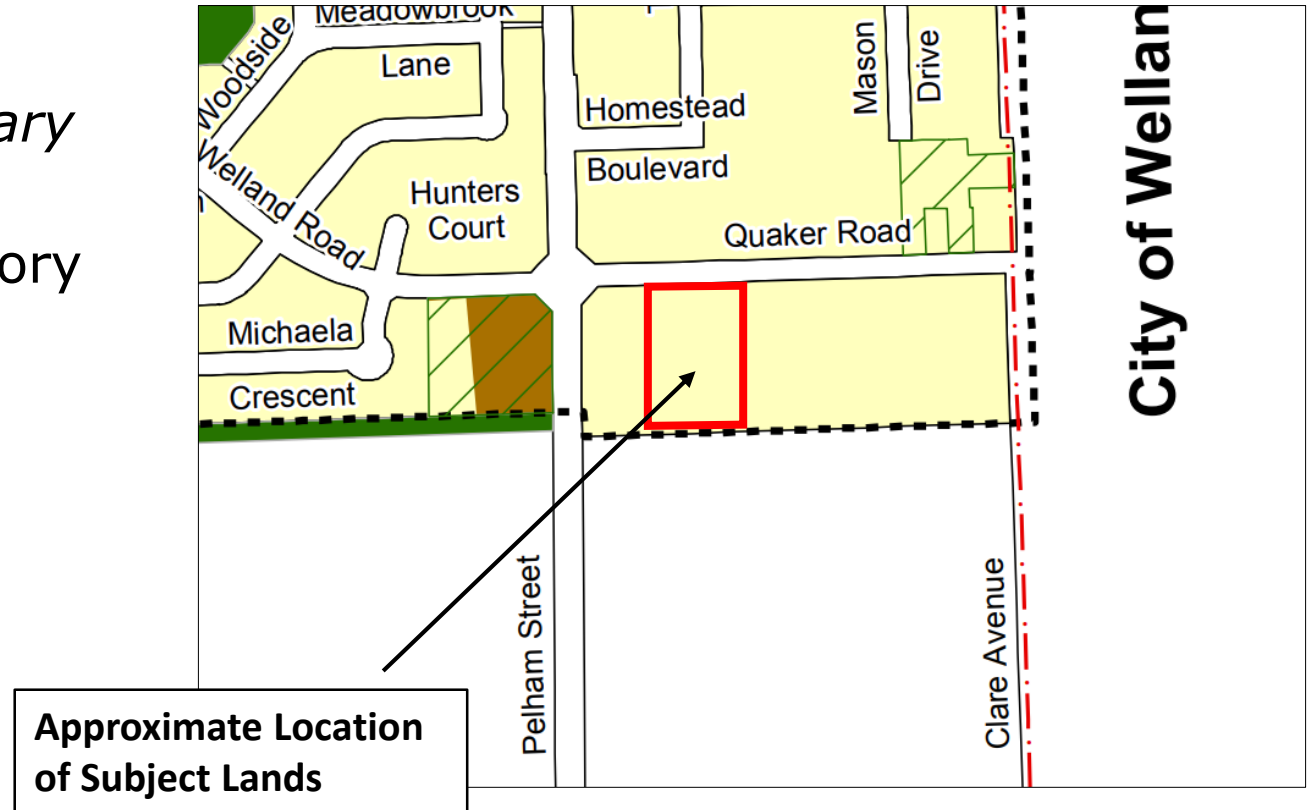 ary
ory
Meadowbrook
Lane
Woodside
Welland Road
Hunters
Court
Homestead
Boulevard
Mason
Drive
Quaker Road
Michaela
Crescent
City of Wellan
Pelham Street
Clare Avenue
Approximate Location
of Subject Lands